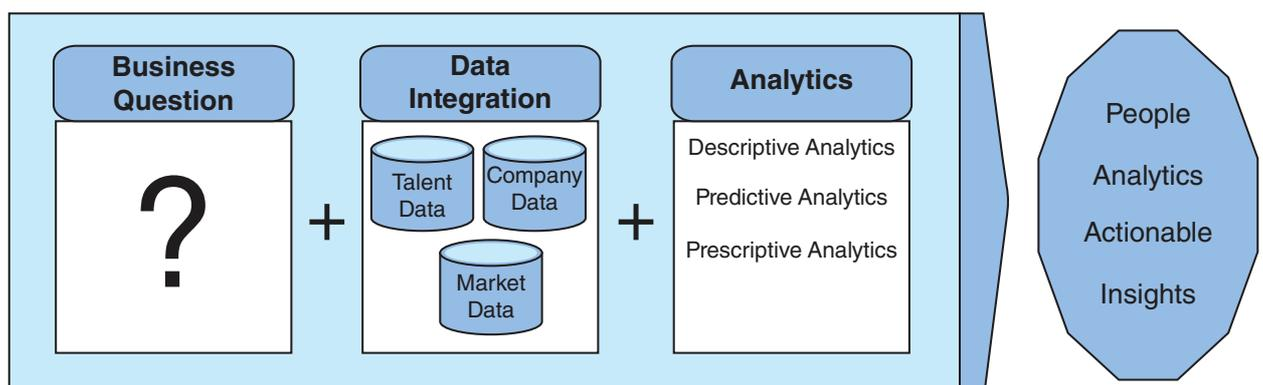 Business
Question
?
+
Data
Integration
Talent
Data
Company
Data
Market
Data
+
Analytics
Descriptive Analytics
Predictive Analytics
Prescriptive Analytics
People
Analytics
Actionable
Insights